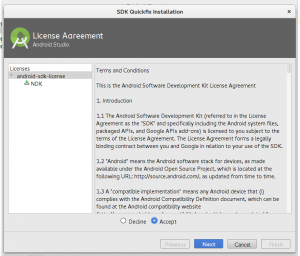 SDK Quickfix Installation
License Agreement
Android Studio
Licenses
android-sdk-license
NDK
Terms and Conditions
This is the Android Software Development Kit License Agreement
1. Introduction
1.1 The Android Software Development Kit (referred to in the License
Agreement as the "SDK" and specifically including the Android system files,
packaged APIs, and Google APIs add-ons) is licensed to you subject to the
terms of the License Agreement. The License Agreement forms a legally
binding contract between you and Google in relation to your use of the SDK.
1.2 "Android" means the Android software stack for devices, as made
available under the Android Open Source Project, which is located at the
following URL: http://source.android.com/, as updated from time to time.
1.3 A "compatible implementation" means any Android device that (i)
complies with the Android Compatibility Definition document, which can be
found at the Android compatibility website
Decline Accept
Previous Next Cancel Finish